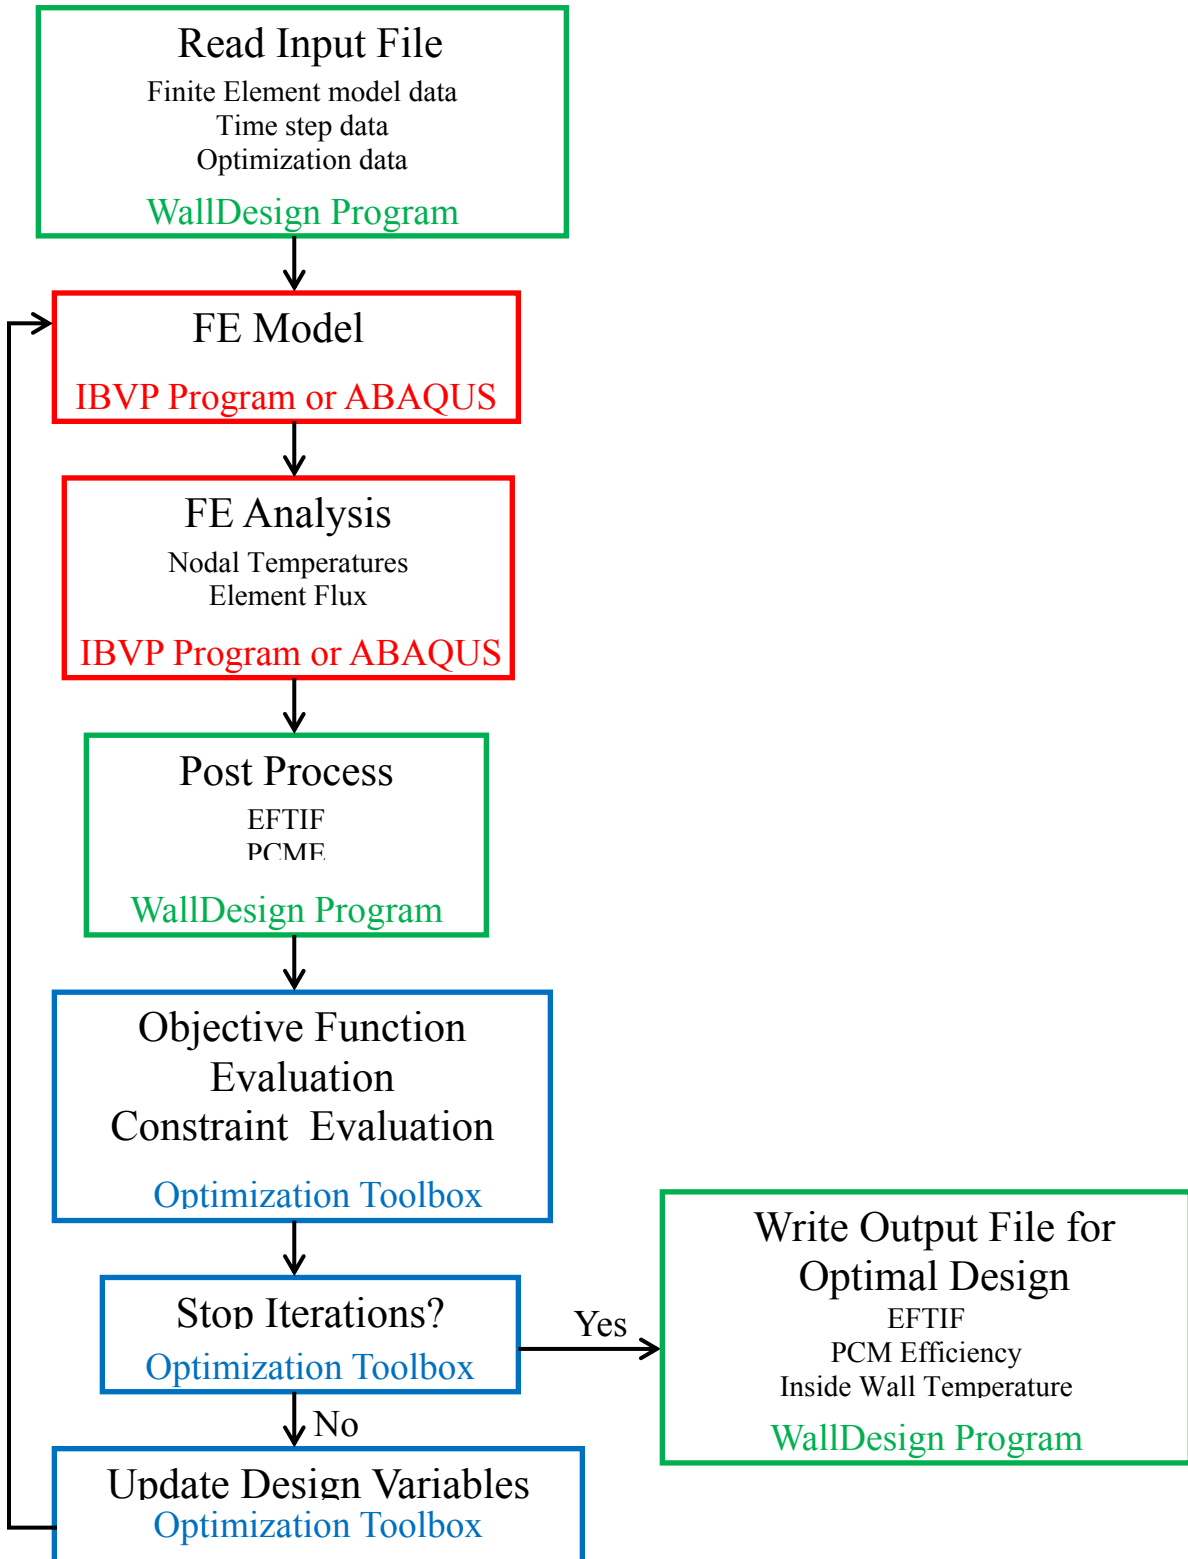 Read Input File
Finite Element model data
Time step data
Optimization data
WallDesign Program
FE Model
IBVP Program or ABAQUS
FE Analysis
Nodal Temperatures
Element Flux
IBVP Program or ABAQUS
Post Process
EFTIF
PCME
WallDesign Program
Objective Function
Evaluation
Constraint Evaluation
Optimization Toolbox
Stop Iterations?
Optimization Toolbox
Yes
No
Update Design Variables
Optimization Toolbox
Write Output File for
Optimal Design
EFTIF
PCM Efficiency
Inside Wall Temperature
WallDesign Program